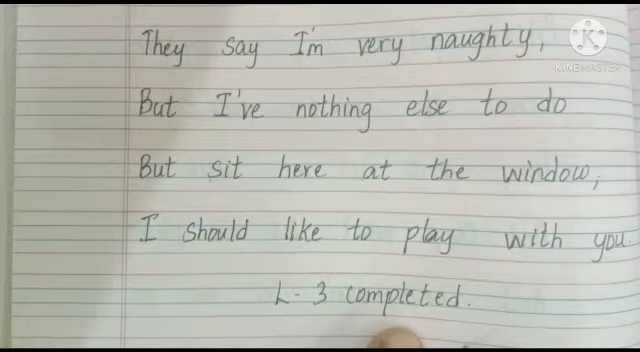 They say I'm very naughty,
But I've nothing else to do
But sit here at the window;
I should like to play with you.
L-3 completed.
KINEMASTER